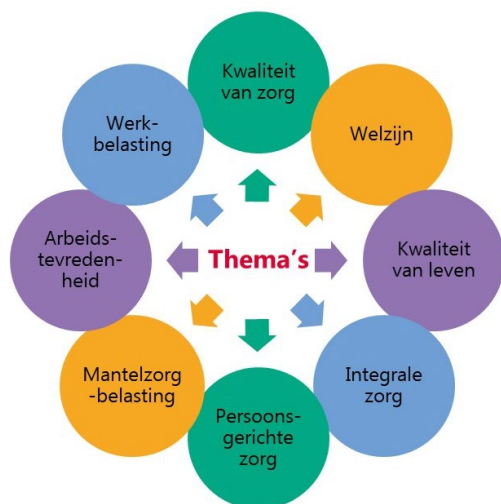 Kwaliteit
van zorg
Welzijn
Kwaliteit
van leven
Integrale
zorg
Persoons-
gerichte
zorg
Mantelzorg
-belasting
Arbeids-
tevreden-
heid
Werk-
belasting
Thema's